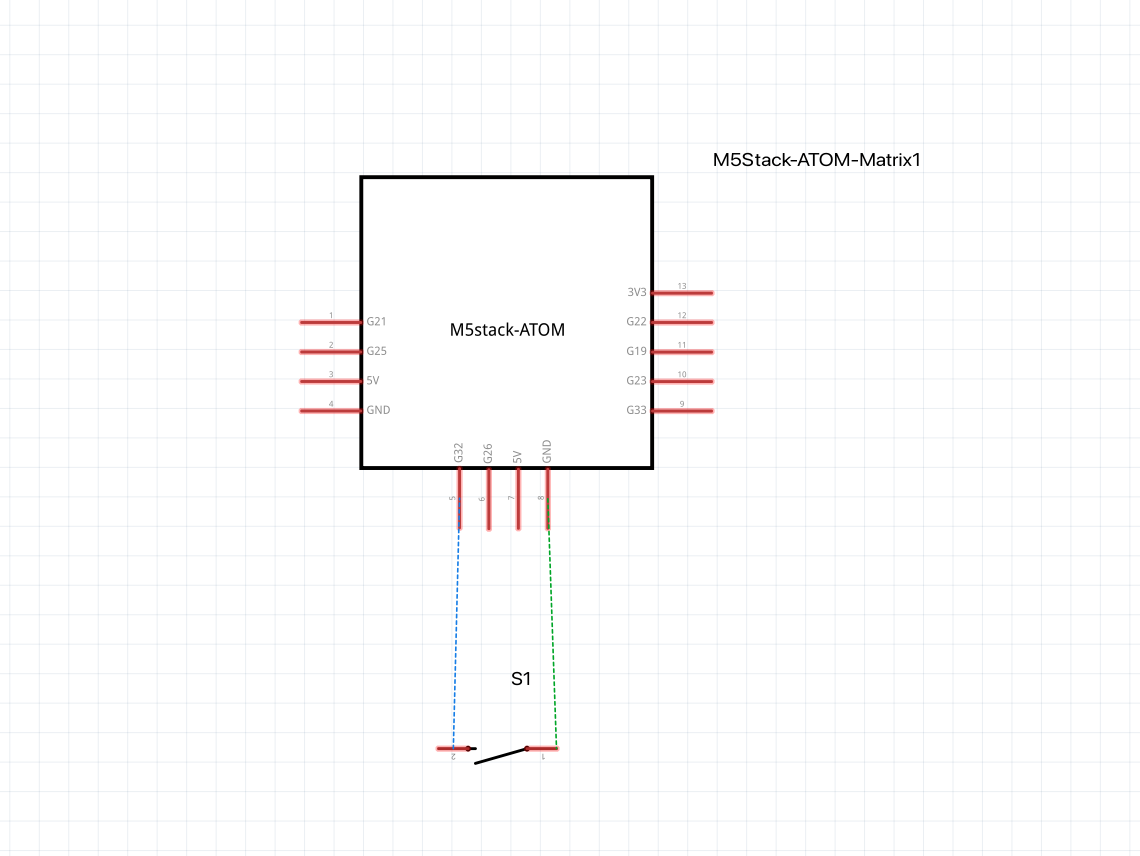 M5Stack-ATOM-Matrix1
13
3V3
1
G21
M5stack-ATOM
12
G22
2
G25
11
G19
3
5V
10
G23
4
GND
9
G33
G32
G26
5V
GND
5
6
7
8
S1
2
1